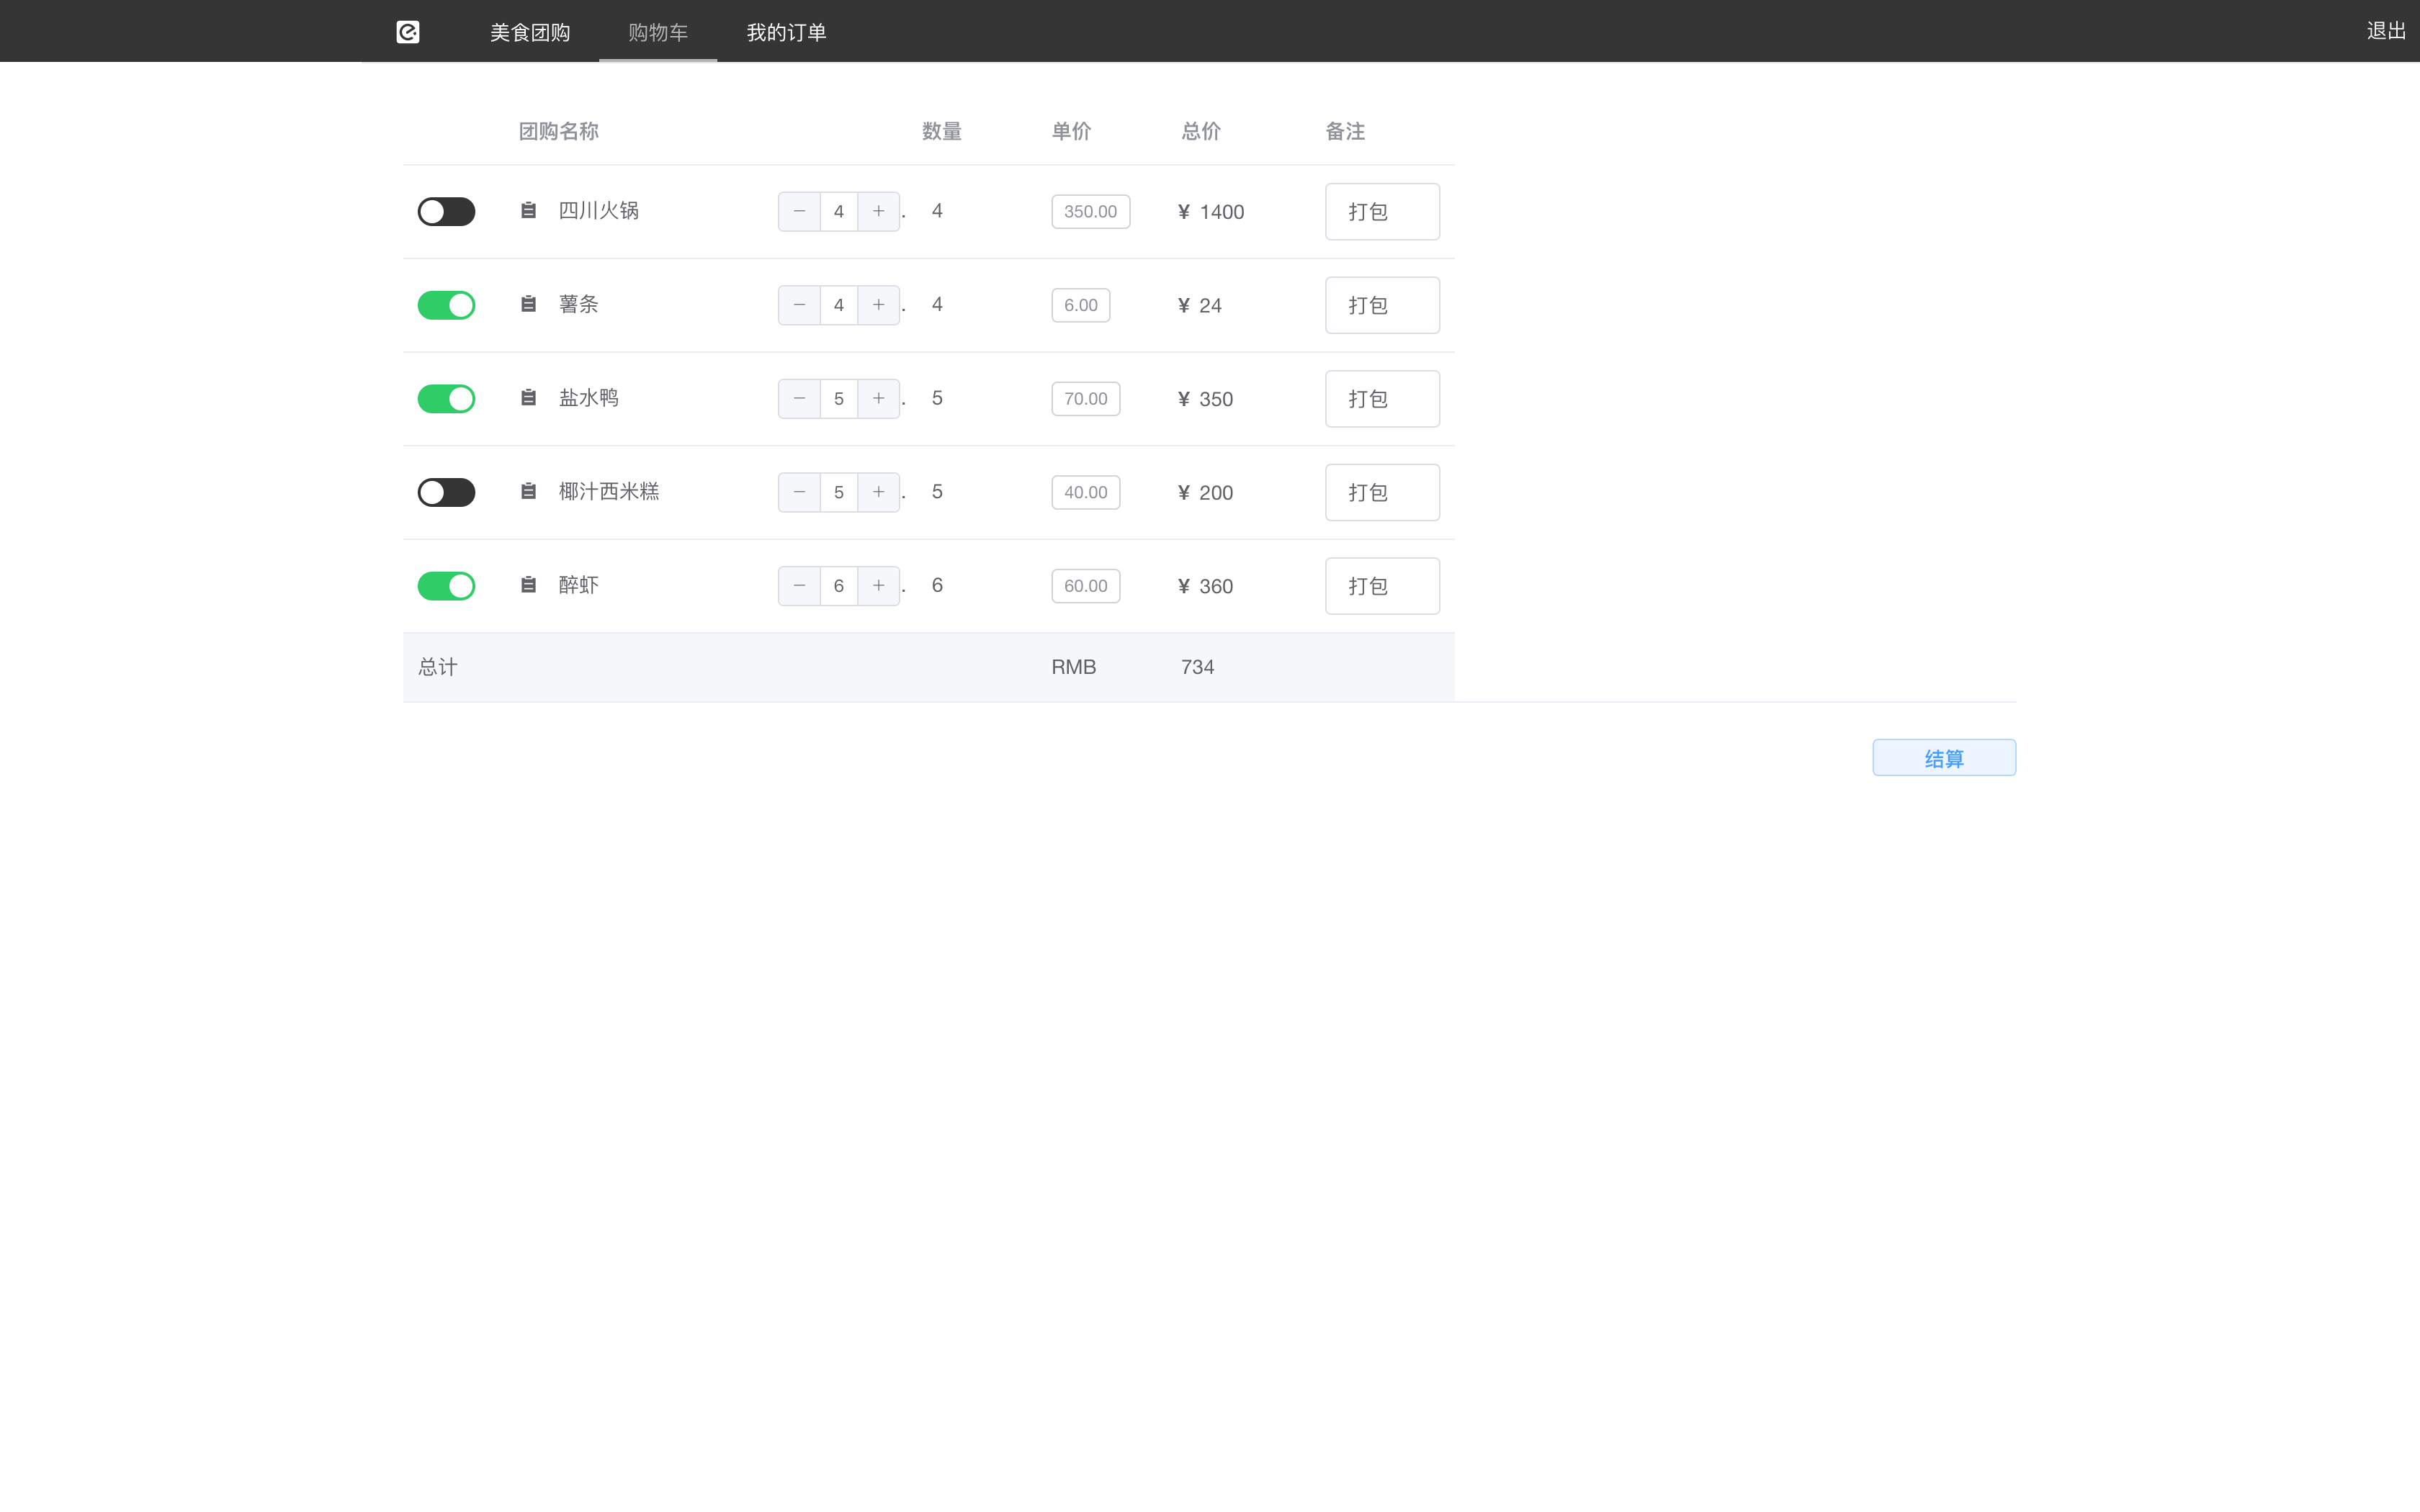 美食团购 购物车 我的订单 退出
团购名称 数量 单价 总价 备注
四川火锅 − 4 + . 4 350.00 ¥ 1400 打包
薯条 − 4 + . 4 6.00 ¥ 24 打包
盐水鸭 − 5 + . 5 70.00 ¥ 350 打包
椰汁西米糕 − 5 + . 5 40.00 ¥ 200 打包
醉虾 − 6 + . 6 60.00 ¥ 360 打包
总计 RMB 734
结算